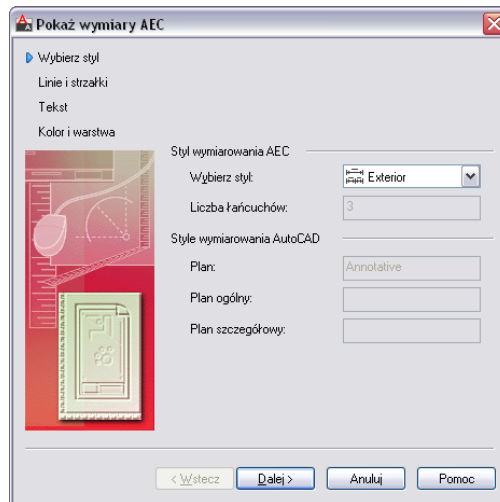 Pokaż wymiary AEC
Wybierz styl
Linie i strzałki
Tekst
Kolor i warstwa
Styl wymiarowania AEC
Wybierz styl: Exterior
Liczba łańcuchów: 3
Style wymiarowania AutoCAD
Plan: Annotative
Plan ogólny:
Plan szczegółowy:
< Wstecz Dalej > Anuluj Pomoc